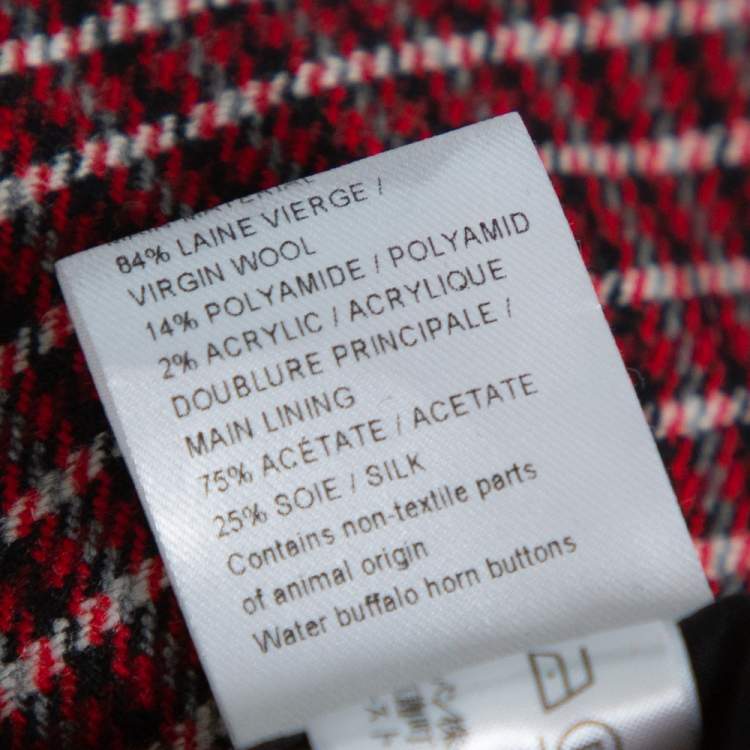 MATERIAL
84% LAINE VIERGE /
VIRGIN WOOL
14% POLYAMIDE / POLYAMID
2% ACRYLIC / ACRYLIQUE
DOUBLURE PRINCIPALE /
MAIN LINING
75% ACÉTATE / ACETATE
25% SOIE / SILK
Contains non-textile parts
of animal origin
Water buffalo horn buttons